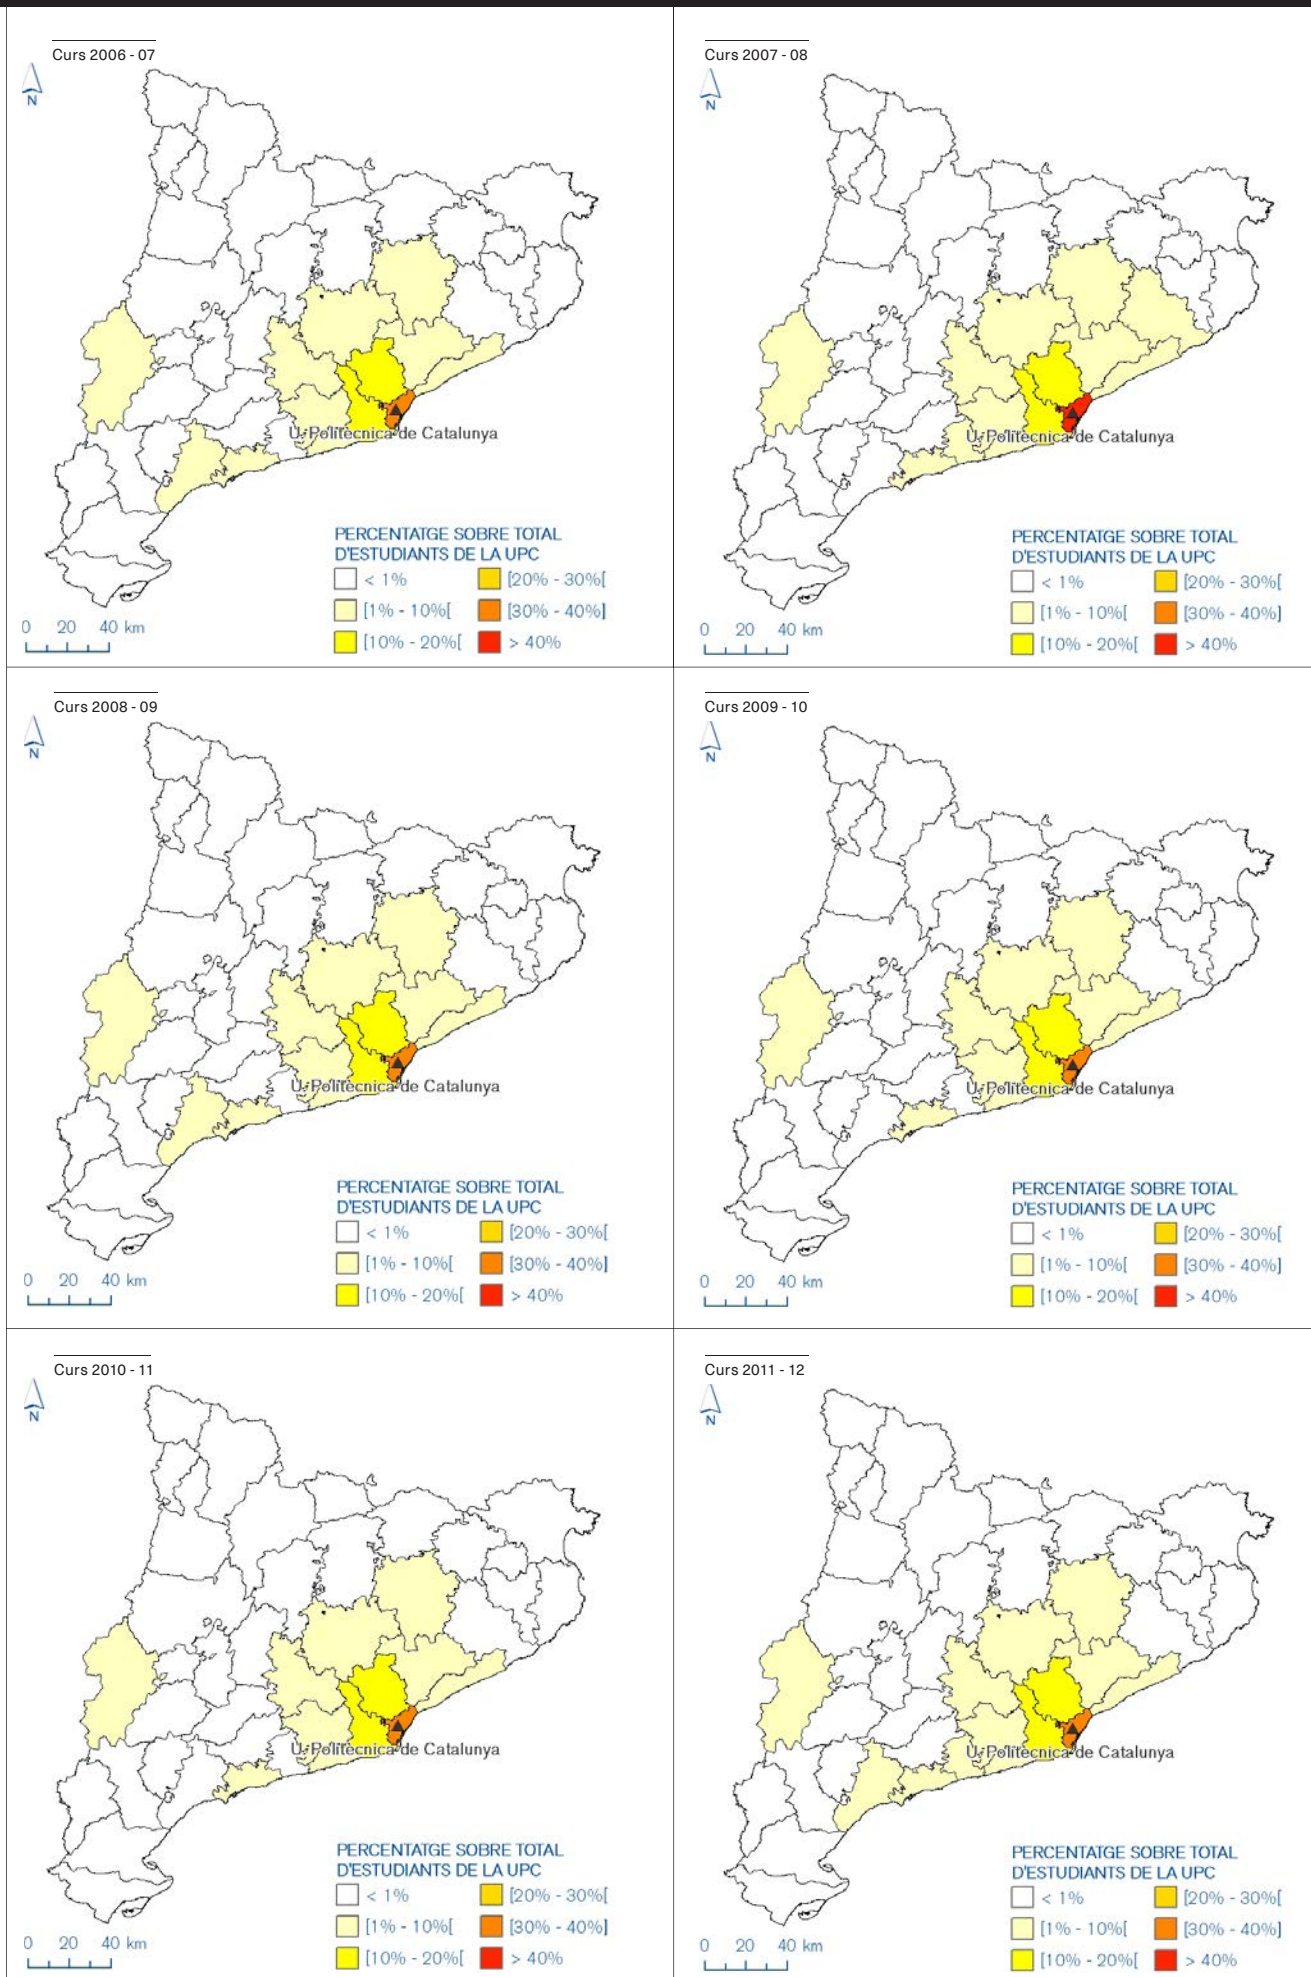 Curs 2006 - 07
N
U. Politècnica de Catalunya
PERCENTATGE SOBRE TOTAL
D'ESTUDIANTS DE LA UPC
< 1% [20% - 30%[
[1% - 10%[ [30% - 40%]
[10% - 20%[ > 40%
0 20 40 km
Curs 2007 - 08
N
U. Politècnica de Catalunya
PERCENTATGE SOBRE TOTAL
D'ESTUDIANTS DE LA UPC
< 1% [20% - 30%[
[1% - 10%[ [30% - 40%]
[10% - 20%[ > 40%
0 20 40 km
Curs 2008 - 09
N
U. Politècnica de Catalunya
PERCENTATGE SOBRE TOTAL
D'ESTUDIANTS DE LA UPC
< 1% [20% - 30%[
[1% - 10%[ [30% - 40%]
[10% - 20%[ > 40%
0 20 40 km
Curs 2009 - 10
N
U. Politècnica de Catalunya
PERCENTATGE SOBRE TOTAL
D'ESTUDIANTS DE LA UPC
< 1% [20% - 30%[
[1% - 10%[ [30% - 40%]
[10% - 20%[ > 40%
0 20 40 km
Curs 2010 - 11
N
U. Politècnica de Catalunya
PERCENTATGE SOBRE TOTAL
D'ESTUDIANTS DE LA UPC
< 1% [20% - 30%[
[1% - 10%[ [30% - 40%]
[10% - 20%[ > 40%
0 20 40 km
Curs 2011 - 12
N
U. Politècnica de Catalunya
PERCENTATGE SOBRE TOTAL
D'ESTUDIANTS DE LA UPC
< 1% [20% - 30%[
[1% - 10%[ [30% - 40%]
[10% - 20%[ > 40%
0 20 40 km